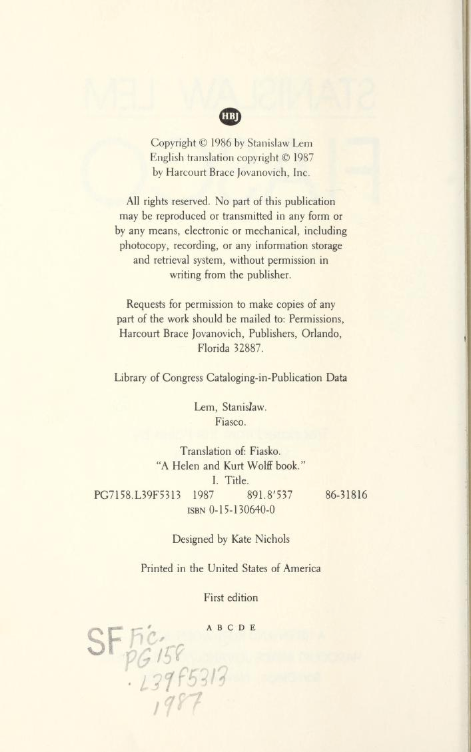 HBJ
Copyright © 1986 by Stanislaw Lem
English translation copyright © 1987
by Harcourt Brace Jovanovich, Inc.
All rights reserved. No part of this publication
may be reproduced or transmitted in any form or
by any means, electronic or mechanical, including
photocopy, recording, or any information storage
and retrieval system, without permission in
writing from the publisher.
Requests for permission to make copies of any
part of the work should be mailed to: Permissions,
Harcourt Brace Jovanovich, Publishers, Orlando,
Florida 32887.
Library of Congress Cataloging-in-Publication Data
Lem, Stanisław.
Fiasco.
Translation of: Fiasko.
"A Helen and Kurt Wolff book."
I. Title.
PG7158.L39F5313 1987 891.8'537 86-31816
ISBN 0-15-130640-0
Designed by Kate Nichols
Printed in the United States of America
First edition
A B C D E
SF Fic.
PG 158
.L39f5313
1987